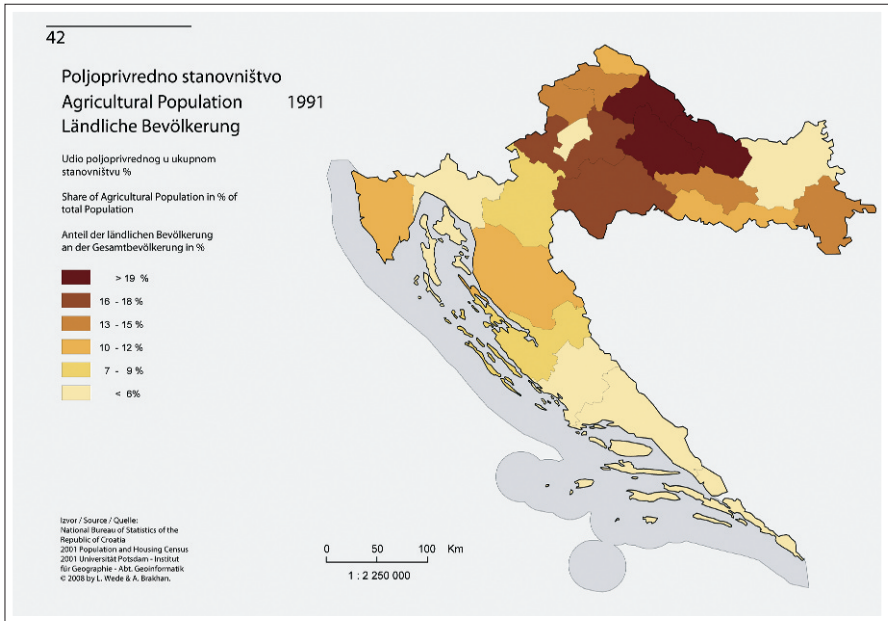 42
Poljoprivredno stanovništvo
Agricultural Population 1991
Ländliche Bevölkerung
Udio poljoprivrednog u ukupnom
stanovništvu %
Share of Agricultural Population in % of
total Population
Anteil der ländlichen Bevölkerung
an der Gesamtbevölkerung in %
> 19 %
16 - 18 %
13 - 15 %
10 - 12 %
7 - 9 %
< 6%
Izvor / Source / Quelle:
National Bureau of Statistics of the
Republic of Croatia
2001 Population and Housing Census
2001 Universität Potsdam - Institut
für Geographie - Abt. Geoinformatik
© 2008 by L. Wede & A. Brakhan.
0 50 100 Km
1 : 2 250 000